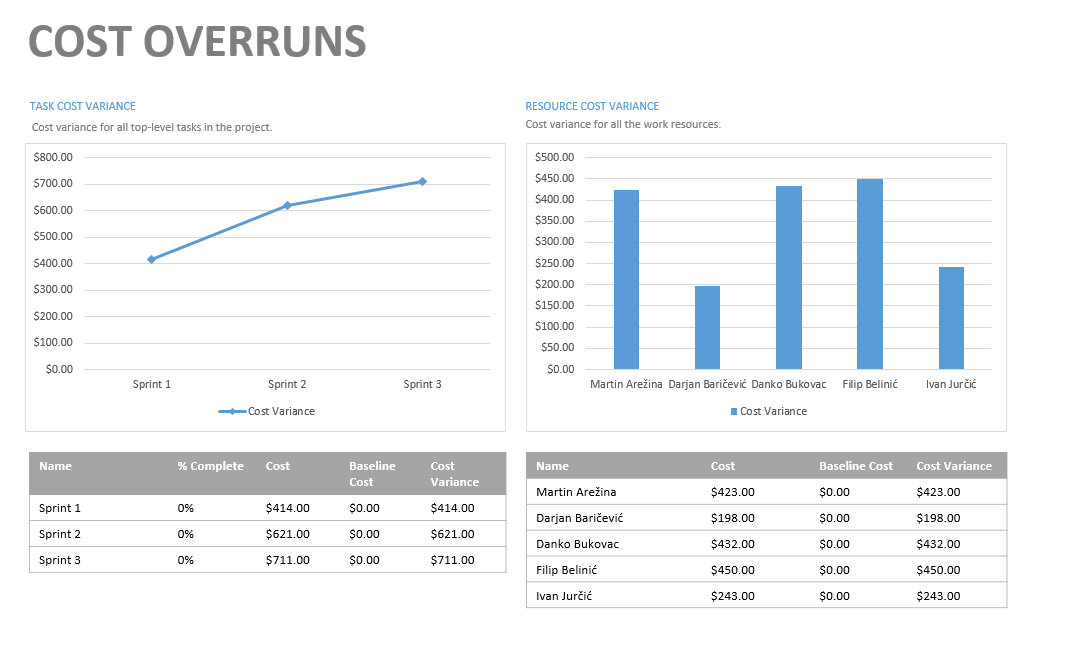 COST OVERRUNS
TASK COST VARIANCE
Cost variance for all top-level tasks in the project.
$800.00
$700.00
$600.00
$500.00
$400.00
$300.00
$200.00
$100.00
$0.00
Sprint 1 Sprint 2 Sprint 3
Cost Variance
Name % Complete Cost Baseline Cost Cost Variance
Sprint 1 0% $414.00 $0.00 $414.00
Sprint 2 0% $621.00 $0.00 $621.00
Sprint 3 0% $711.00 $0.00 $711.00
RESOURCE COST VARIANCE
Cost variance for all the work resources.
$500.00
$450.00
$400.00
$350.00
$300.00
$250.00
$200.00
$150.00
$100.00
$50.00
$0.00
Martin Arežina Darjan Baričević Danko Bukovac Filip Belinić Ivan Jurčić
Cost Variance
Name Cost Baseline Cost Cost Variance
Martin Arežina $423.00 $0.00 $423.00
Darjan Baričević $198.00 $0.00 $198.00
Danko Bukovac $432.00 $0.00 $432.00
Filip Belinić $450.00 $0.00 $450.00
Ivan Jurčić $243.00 $0.00 $243.00